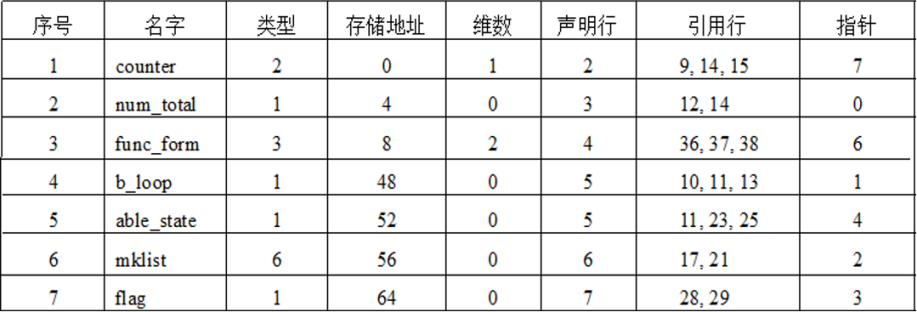 序号 名字 类型 存储地址 维数 声明行 引用行 指针
1 counter 2 0 1 2 9, 14, 15 7
2 num_total 1 4 0 3 12, 14 0
3 func_form 3 8 2 4 36, 37, 38 6
4 b_loop 1 48 0 5 10, 11, 13 1
5 able_state 1 52 0 5 11, 23, 25 4
6 mklist 6 56 0 6 17, 21 2
7 flag 1 64 0 7 28, 29 3